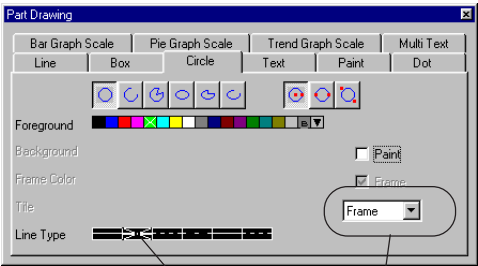 Part Drawing
Bar Graph Scale Pie Graph Scale Trend Graph Scale Multi Text
Line Box Circle Text Paint Dot
Foreground B
Background Paint
Frame Color Frame
Tile Frame
Line Type